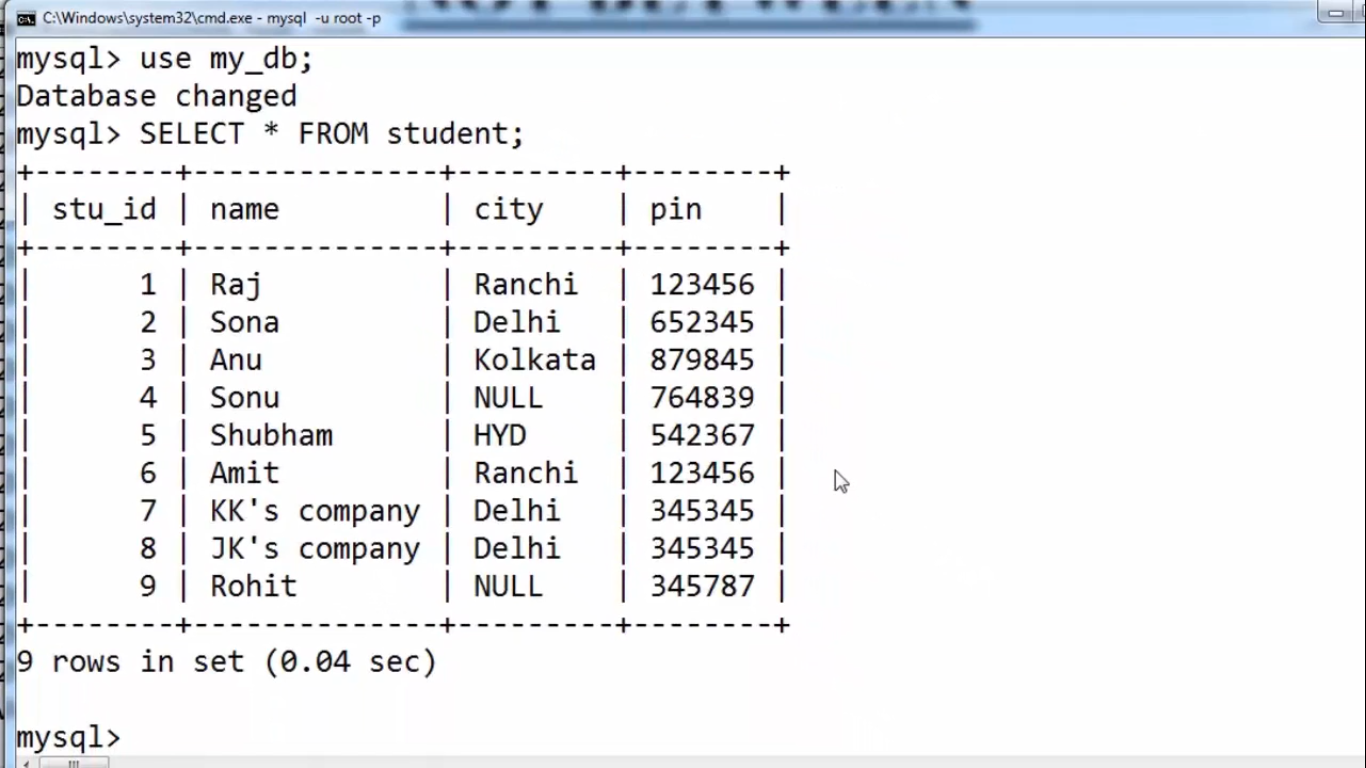 C:\Windows\system32\cmd.exe - mysql -u root -p
mysql> use my_db;
Database changed
mysql> SELECT * FROM student;
+--------+--------------+---------+--------+
| stu_id | name         | city    | pin    |
+--------+--------------+---------+--------+
|      1 | Raj          | Ranchi  | 123456 |
|      2 | Sona         | Delhi   | 652345 |
|      3 | Anu          | Kolkata | 879845 |
|      4 | Sonu         | NULL    | 764839 |
|      5 | Shubham      | HYD     | 542367 |
|      6 | Amit         | Ranchi  | 123456 |
|      7 | KK's company | Delhi   | 345345 |
|      8 | JK's company | Delhi   | 345345 |
|      9 | Rohit        | NULL    | 345787 |
+--------+--------------+---------+--------+
9 rows in set (0.04 sec)
mysql>